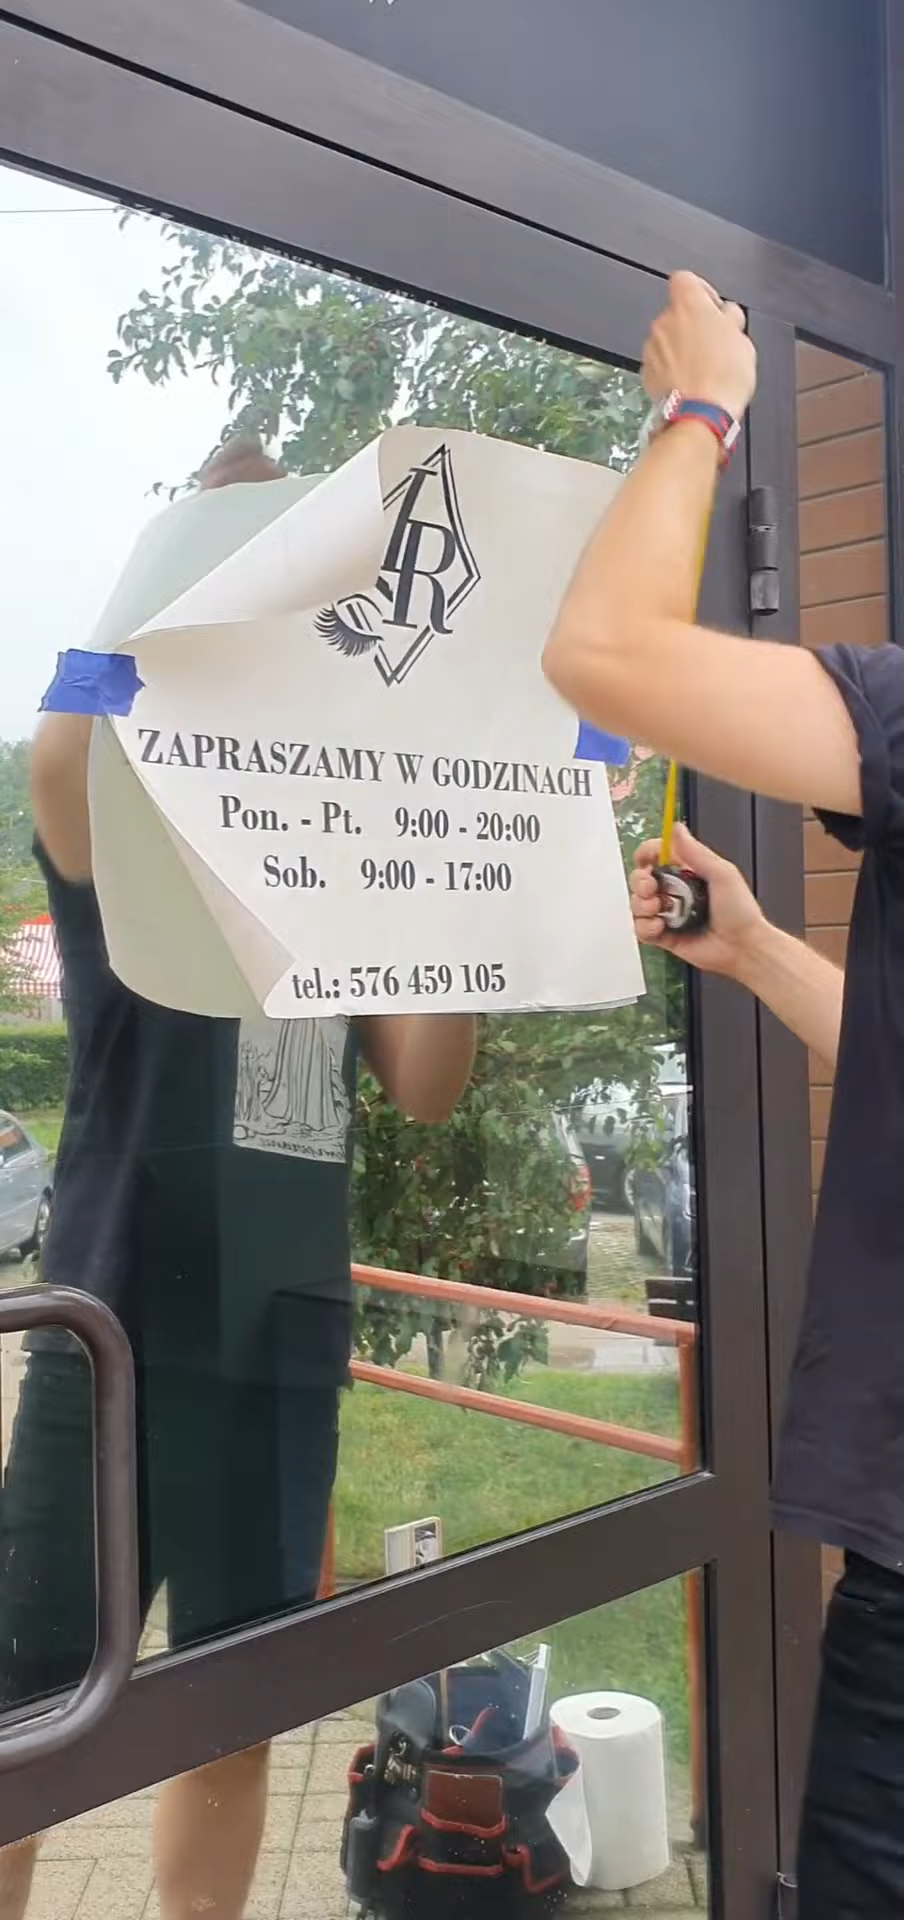 IR
ZAPRASZAMY W GODZINACH
Pon. - Pt. 9:00 - 20:00
Sob. 9:00 - 17:00
tel.: 576 459 105